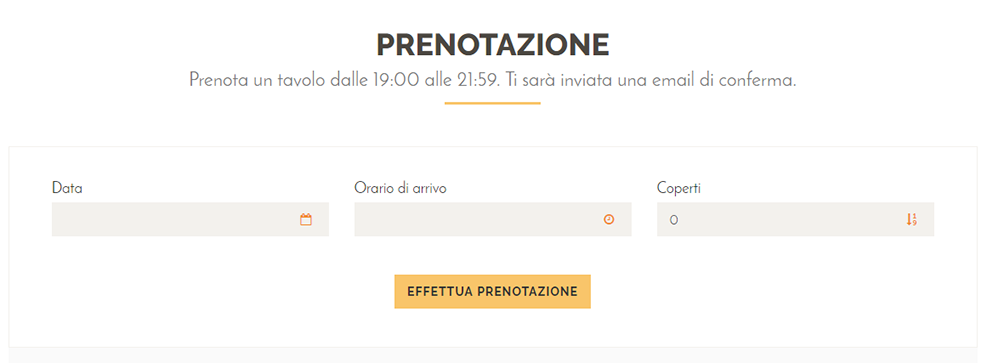 PRENOTAZIONE
Prenota un tavolo dalle 19:00 alle 21:59. Ti sarà inviata una email di conferma.
Data
Orario di arrivo
Coperti
0
EFFETTUA PRENOTAZIONE